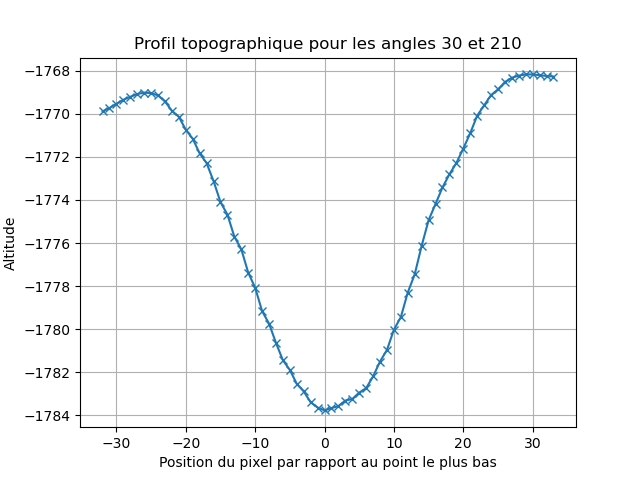 Profil topographique pour les angles 30 et 210
Altitude
−1768
−1770
−1772
−1774
−1776
−1778
−1780
−1782
−1784
−30 −20 −10 0 10 20 30
Position du pixel par rapport au point le plus bas